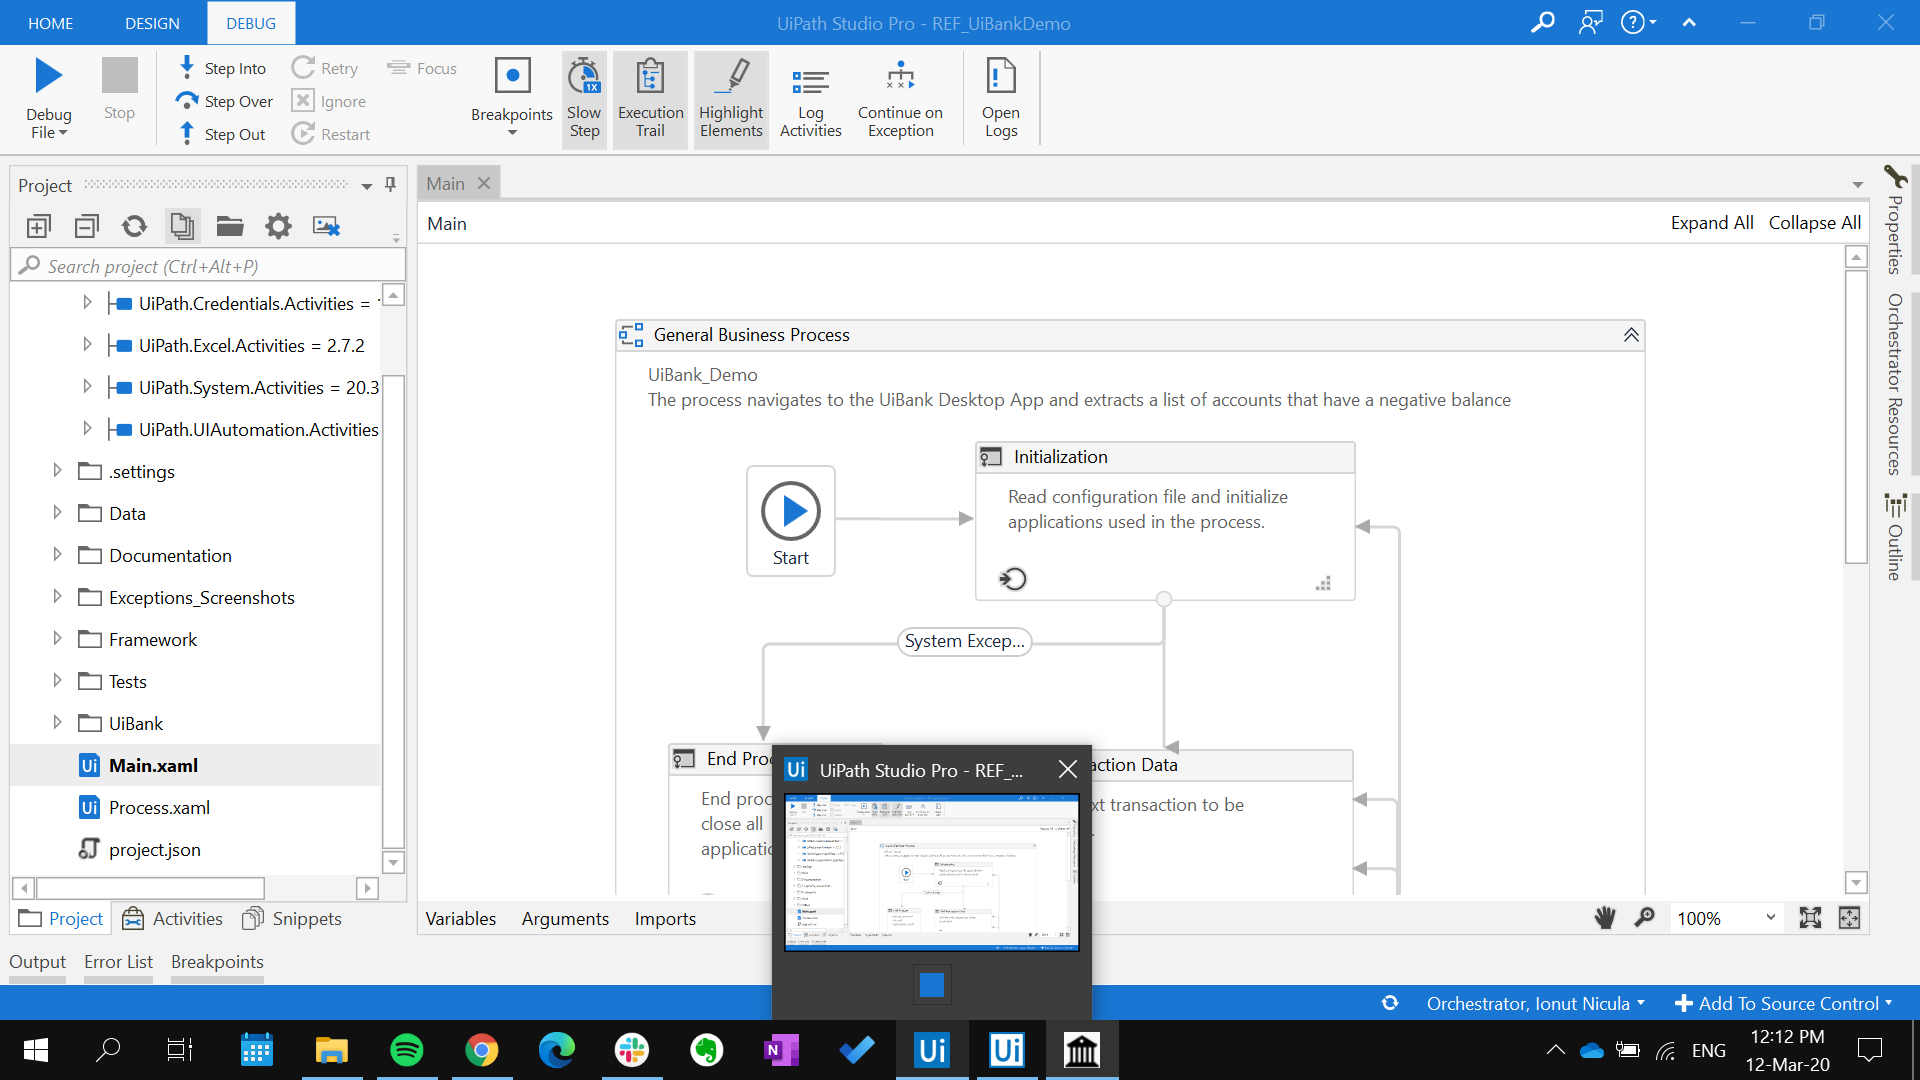 HOME DESIGN DEBUG UiPath Studio Pro - REF_UiBankDemo
Debug File
Stop
Step Into
Step Over
Step Out
Retry
Ignore
Restart
Focus
Breakpoints
Slow Step
1X
Execution Trail
Highlight Elements
Log Activities
Continue on Exception
Open Logs
Project
Search project (Ctrl+Alt+P)
UiPath.Credentials.Activities =
UiPath.Excel.Activities = 2.7.2
UiPath.System.Activities = 20.3
UiPath.UIAutomation.Activities
.settings
Data
Documentation
Exceptions_Screenshots
Framework
Tests
UiBank
Ui Main.xaml
Ui Process.xaml
project.json
Project Activities Snippets
Main
Main Expand All Collapse All
General Business Process
UiBank_Demo
The process navigates to the UiBank Desktop App and extracts a list of accounts that have a negative balance
Start
Initialization
Read configuration file and initialize
applications used in the process.
System Excep...
End Proc
End proc
close all
applicatic
action Data
xt transaction to be
Ui UiPath Studio Pro - REF_...
Variables Arguments Imports 100%
Properties
Orchestrator Resources
Outline
Output Error List Breakpoints
Orchestrator, Ionut Nicula Add To Source Control
N Ui Ui
ENG
12:12 PM
12-Mar-20